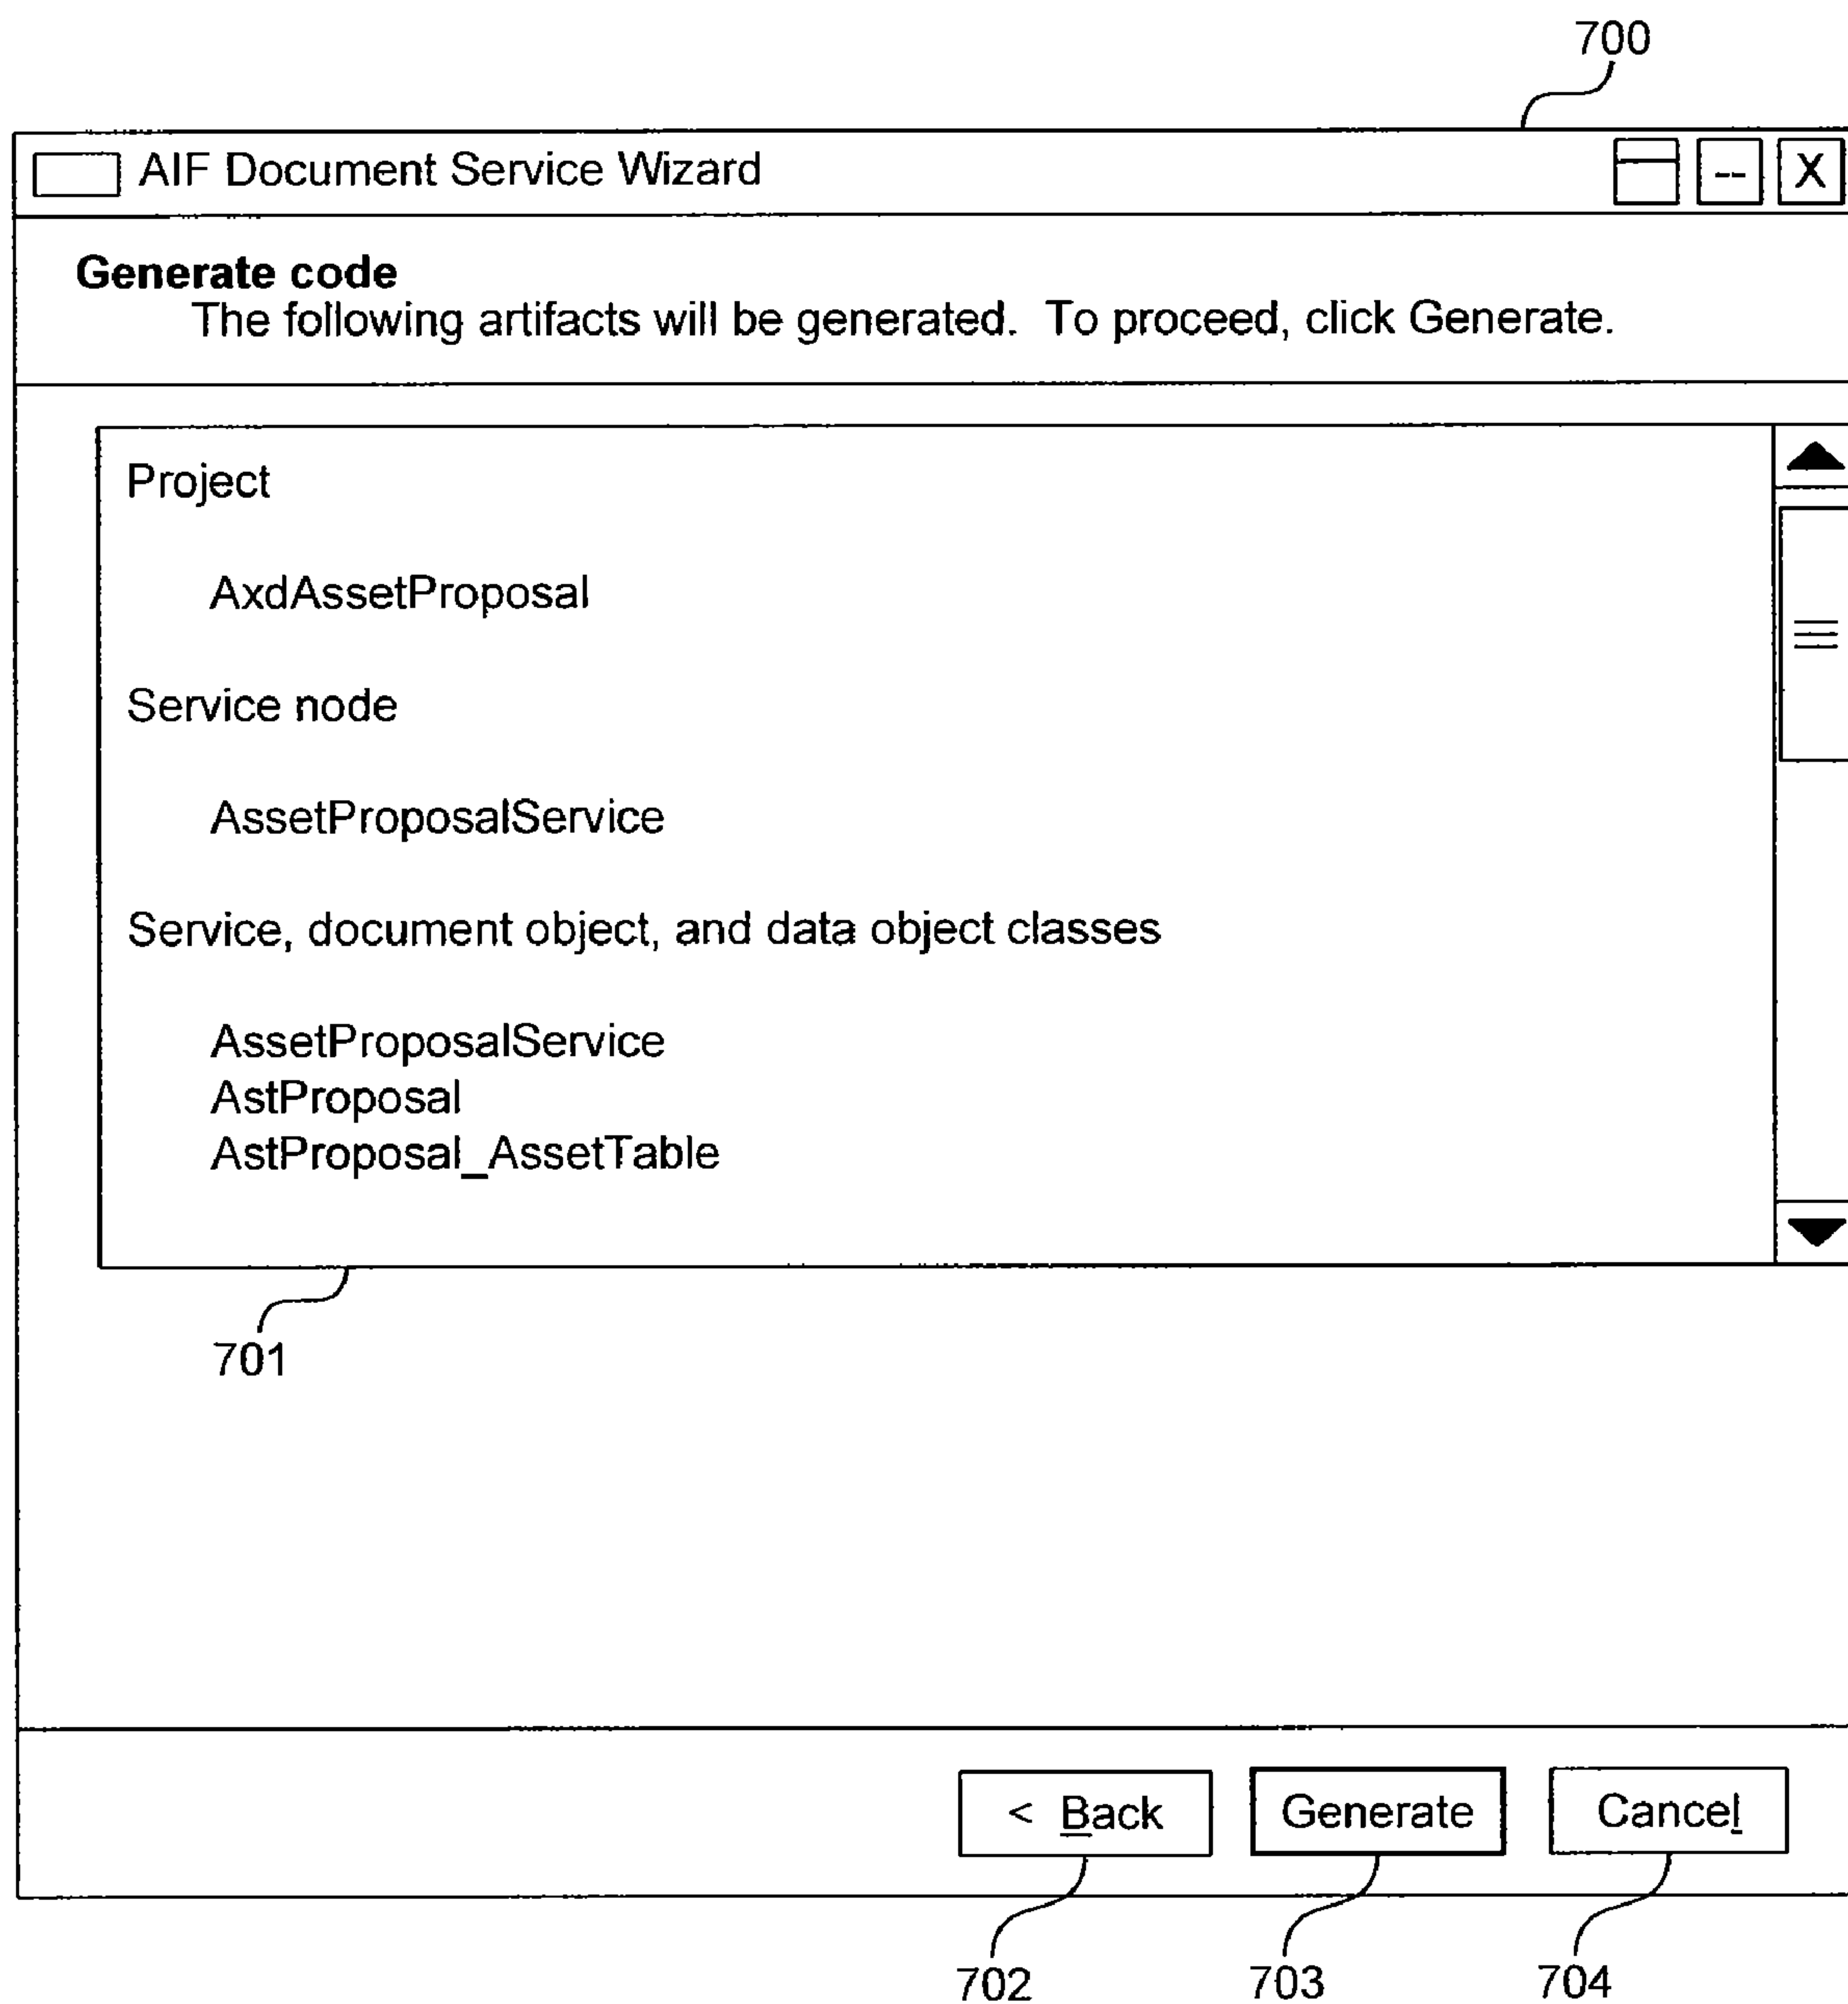 700
AIF Document Service Wizard
-- X
Generate code
The following artifacts will be generated. To proceed, click Generate.
Project
AxdAssetProposal
Service node
AssetProposalService
Service, document object, and data object classes
AssetProposalService
AstProposal
AstProposal_AssetTable
701
< Back Generate Cancel
702 703 704